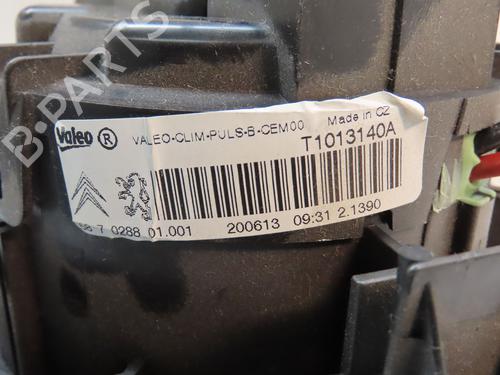 Valeo® VALEO-CLIM-PULS-B-CEM00 Made in CZ
T1013140A
7 0288 01.001 200613 09:31 2.1390
B-PARTS